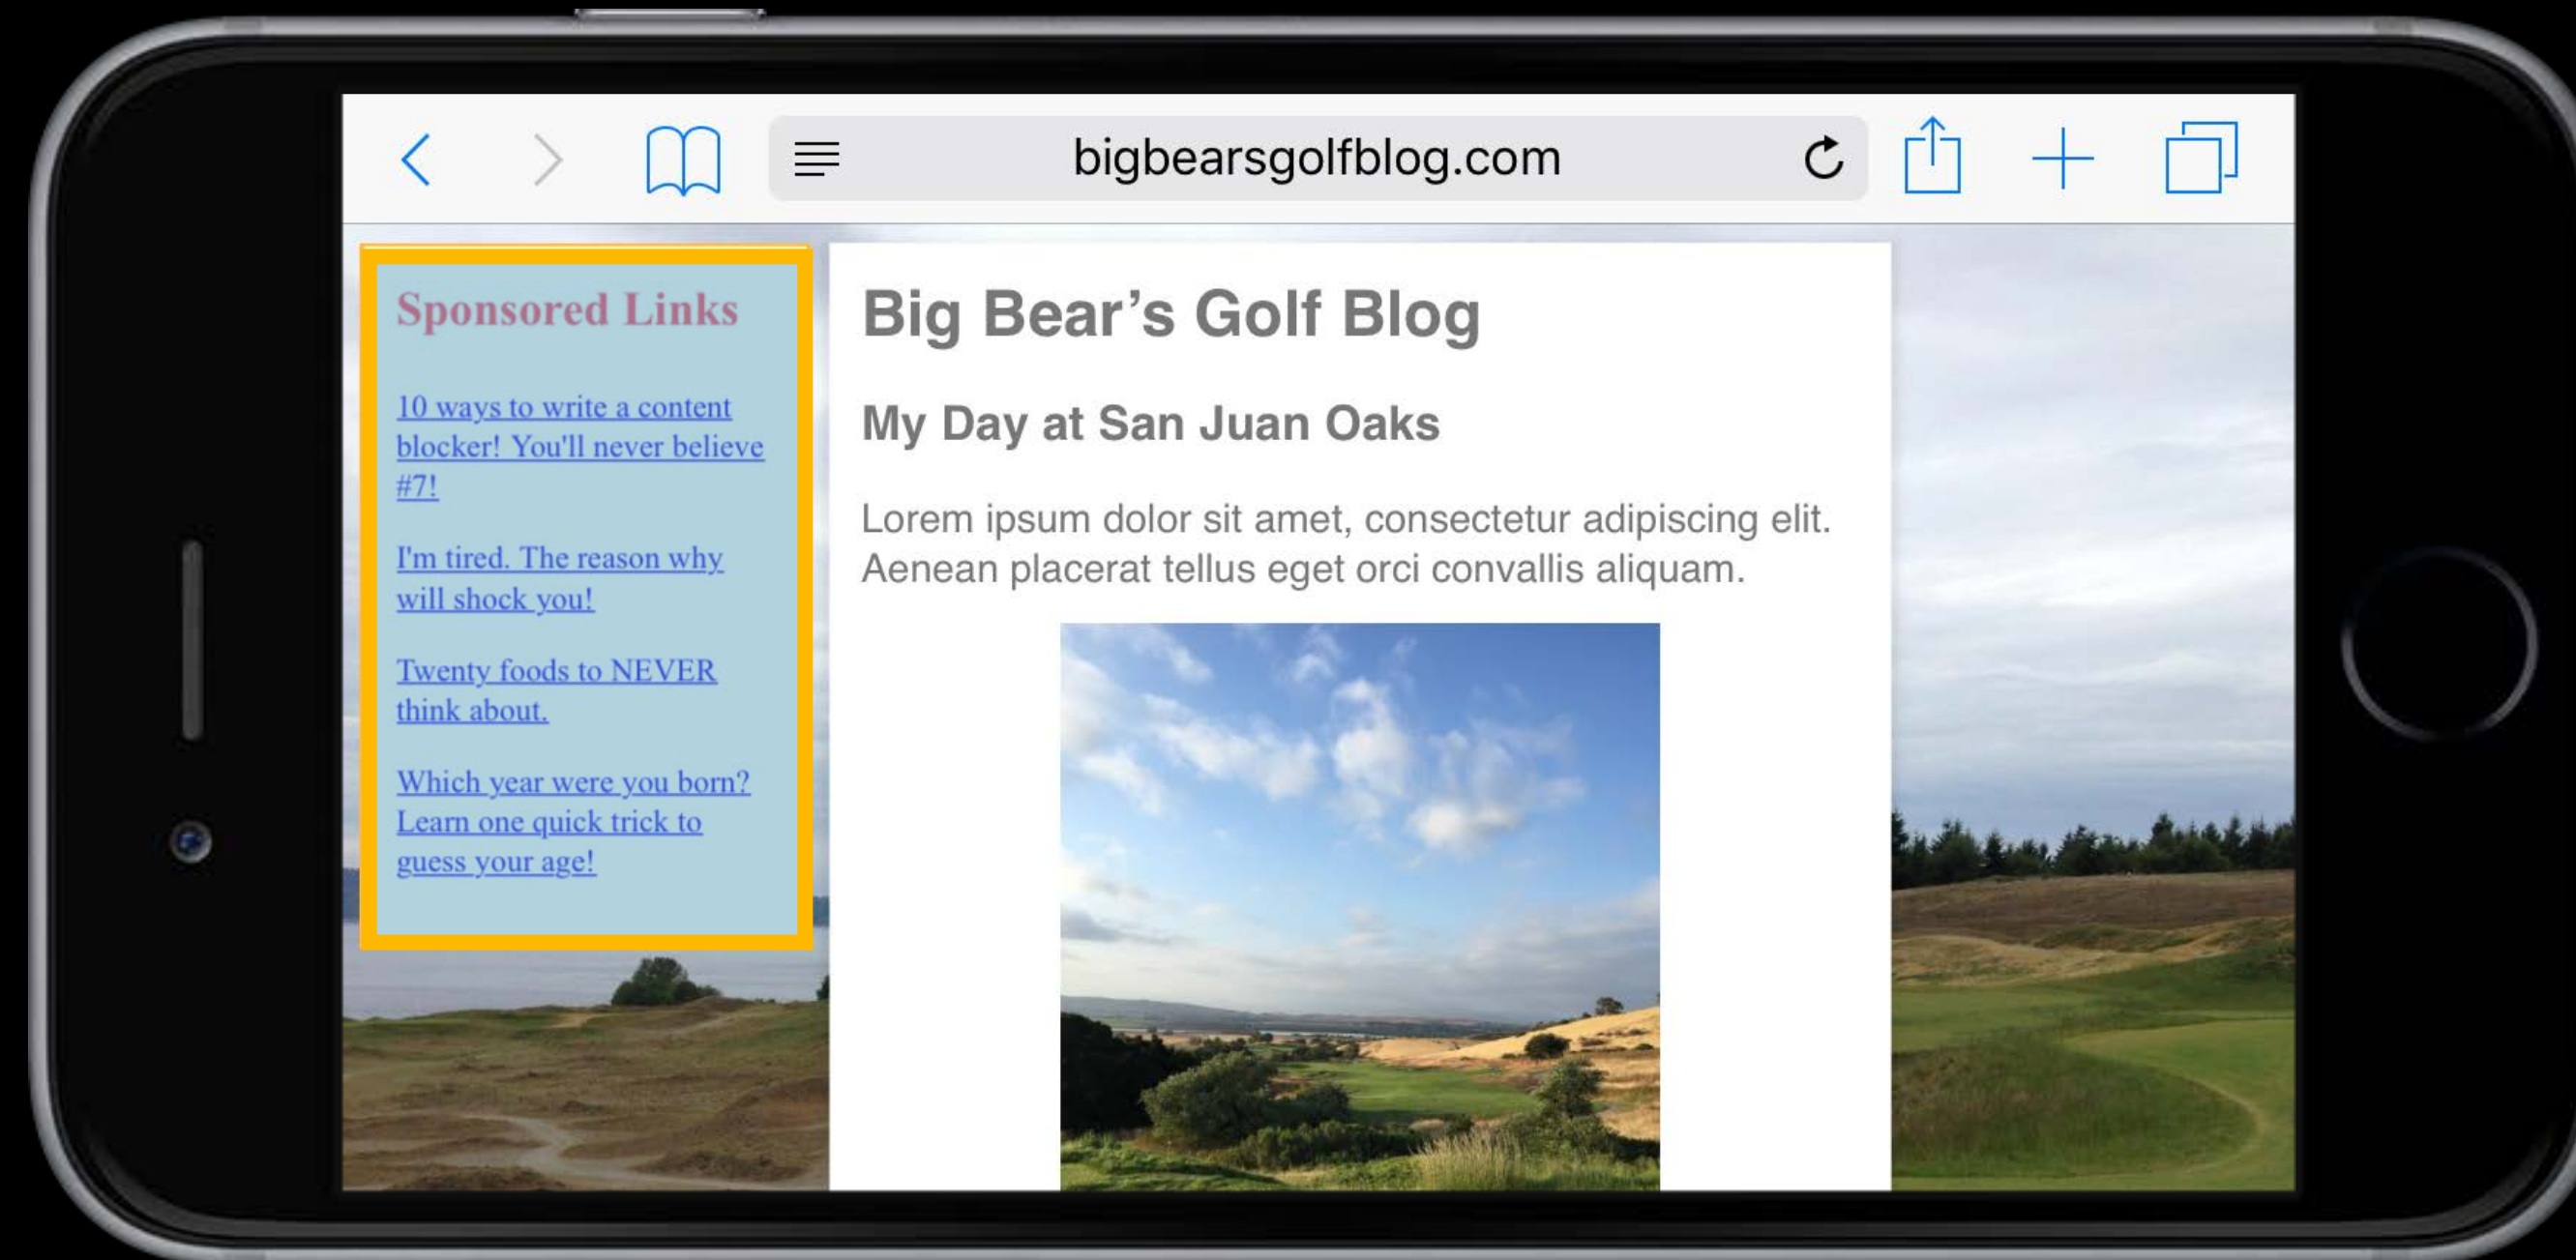 bigbearsgolfblog.com
Sponsored Links
10 ways to write a content
blocker! You'll never believe
#7!
I'm tired. The reason why
will shock you!
Twenty foods to NEVER
think about.
Which year were you born?
Learn one quick trick to
guess your age!
Big Bear’s Golf Blog
My Day at San Juan Oaks
Lorem ipsum dolor sit amet, consectetur adipiscing elit.
Aenean placerat tellus eget orci convallis aliquam.